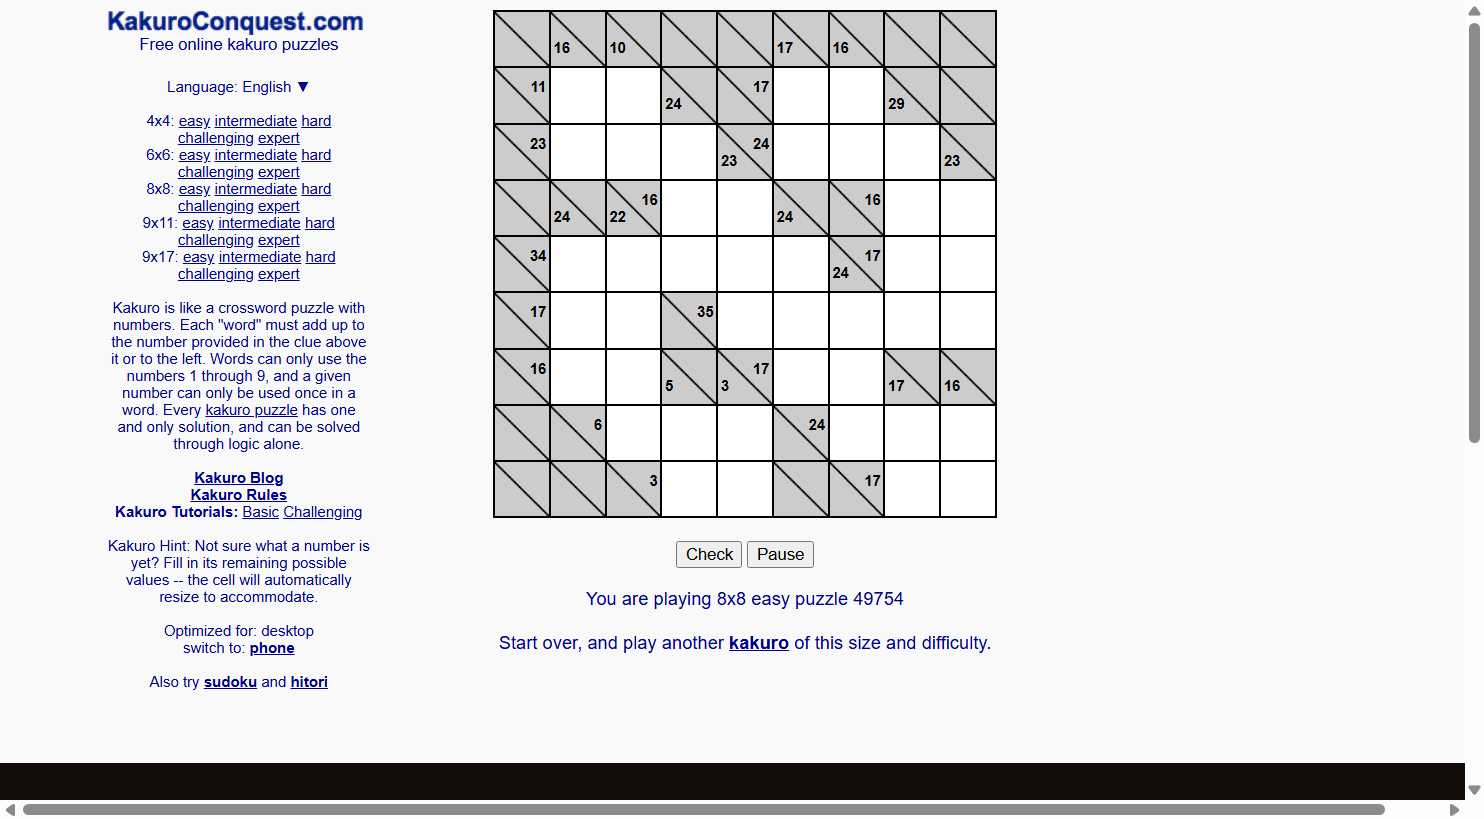 KakuroConquest.com
Free online kakuro puzzles
Language: English ▼
4x4: easy intermediate hard
challenging expert
6x6: easy intermediate hard
challenging expert
8x8: easy intermediate hard
challenging expert
9x11: easy intermediate hard
challenging expert
9x17: easy intermediate hard
challenging expert
Kakuro is like a crossword puzzle with
numbers. Each "word" must add up to
the number provided in the clue above
it or to the left. Words can only use the
numbers 1 through 9, and a given
number can only be used once in a
word. Every kakuro puzzle has one
and only solution, and can be solved
through logic alone.
Kakuro Blog
Kakuro Rules
Kakuro Tutorials: Basic Challenging
Kakuro Hint: Not sure what a number is
yet? Fill in its remaining possible
values -- the cell will automatically
resize to accommodate.
Optimized for: desktop
switch to: phone
Also try sudoku and hitori
16 10 17 16
11 24 17 29
23 23 24 23
24 22 16 24 16
34 24 17
17 35
16 5 3 17 17 16
6 24
3 17
Check Pause
You are playing 8x8 easy puzzle 49754
Start over, and play another kakuro of this size and difficulty.